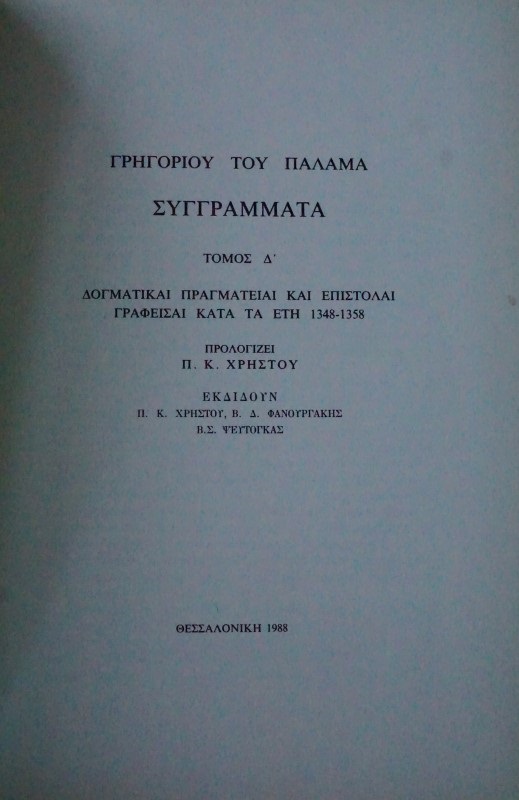 ΓΡΗΓΟΡΙΟΥ ΤΟΥ ΠΑΛΑΜΑ
ΣΥΓΓΡΑΜΜΑΤΑ
ΤΟΜΟΣ Δ'
ΔΟΓΜΑΤΙΚΑΙ ΠΡΑΓΜΑΤΕΙΑΙ ΚΑΙ ΕΠΙΣΤΟΛΑΙ
ΓΡΑΦΕΙΣΑΙ ΚΑΤΑ ΤΑ ΕΤΗ 1348-1358
ΠΡΟΛΟΓΙΖΕΙ
Π. Κ. ΧΡΗΣΤΟΥ
ΕΚΔΙΔΟΥΝ
Π. Κ. ΧΡΗΣΤΟΥ, Β. Δ. ΦΑΝΟΥΡΓΑΚΗΣ
Β.Σ. ΨΕΥΤΟΓΚΑΣ
ΘΕΣΣΑΛΟΝΙΚΗ 1988